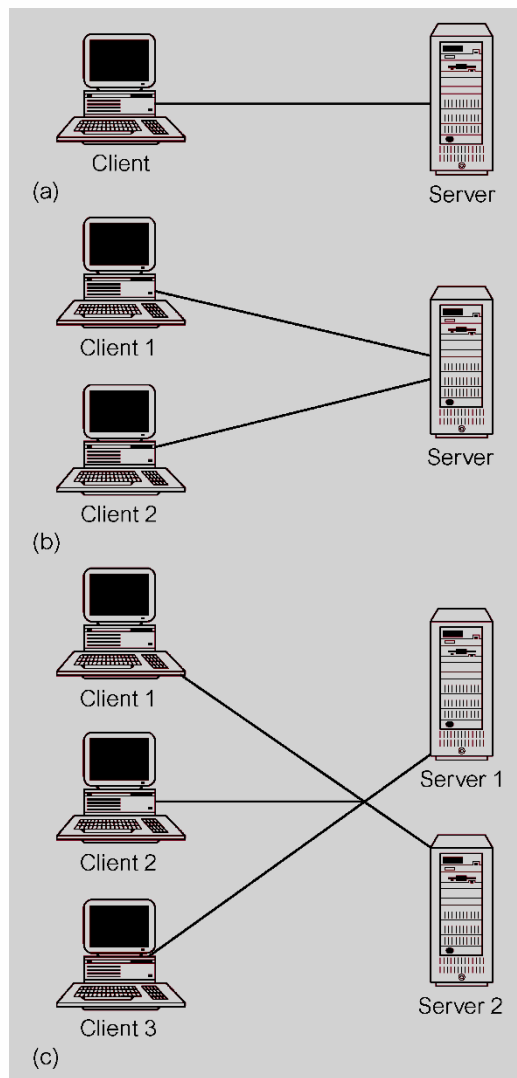 Client
Server
(a)
Client 1
Client 2
Server
(b)
Client 1
Server 1
Client 2
Client 3
Server 2
(c)